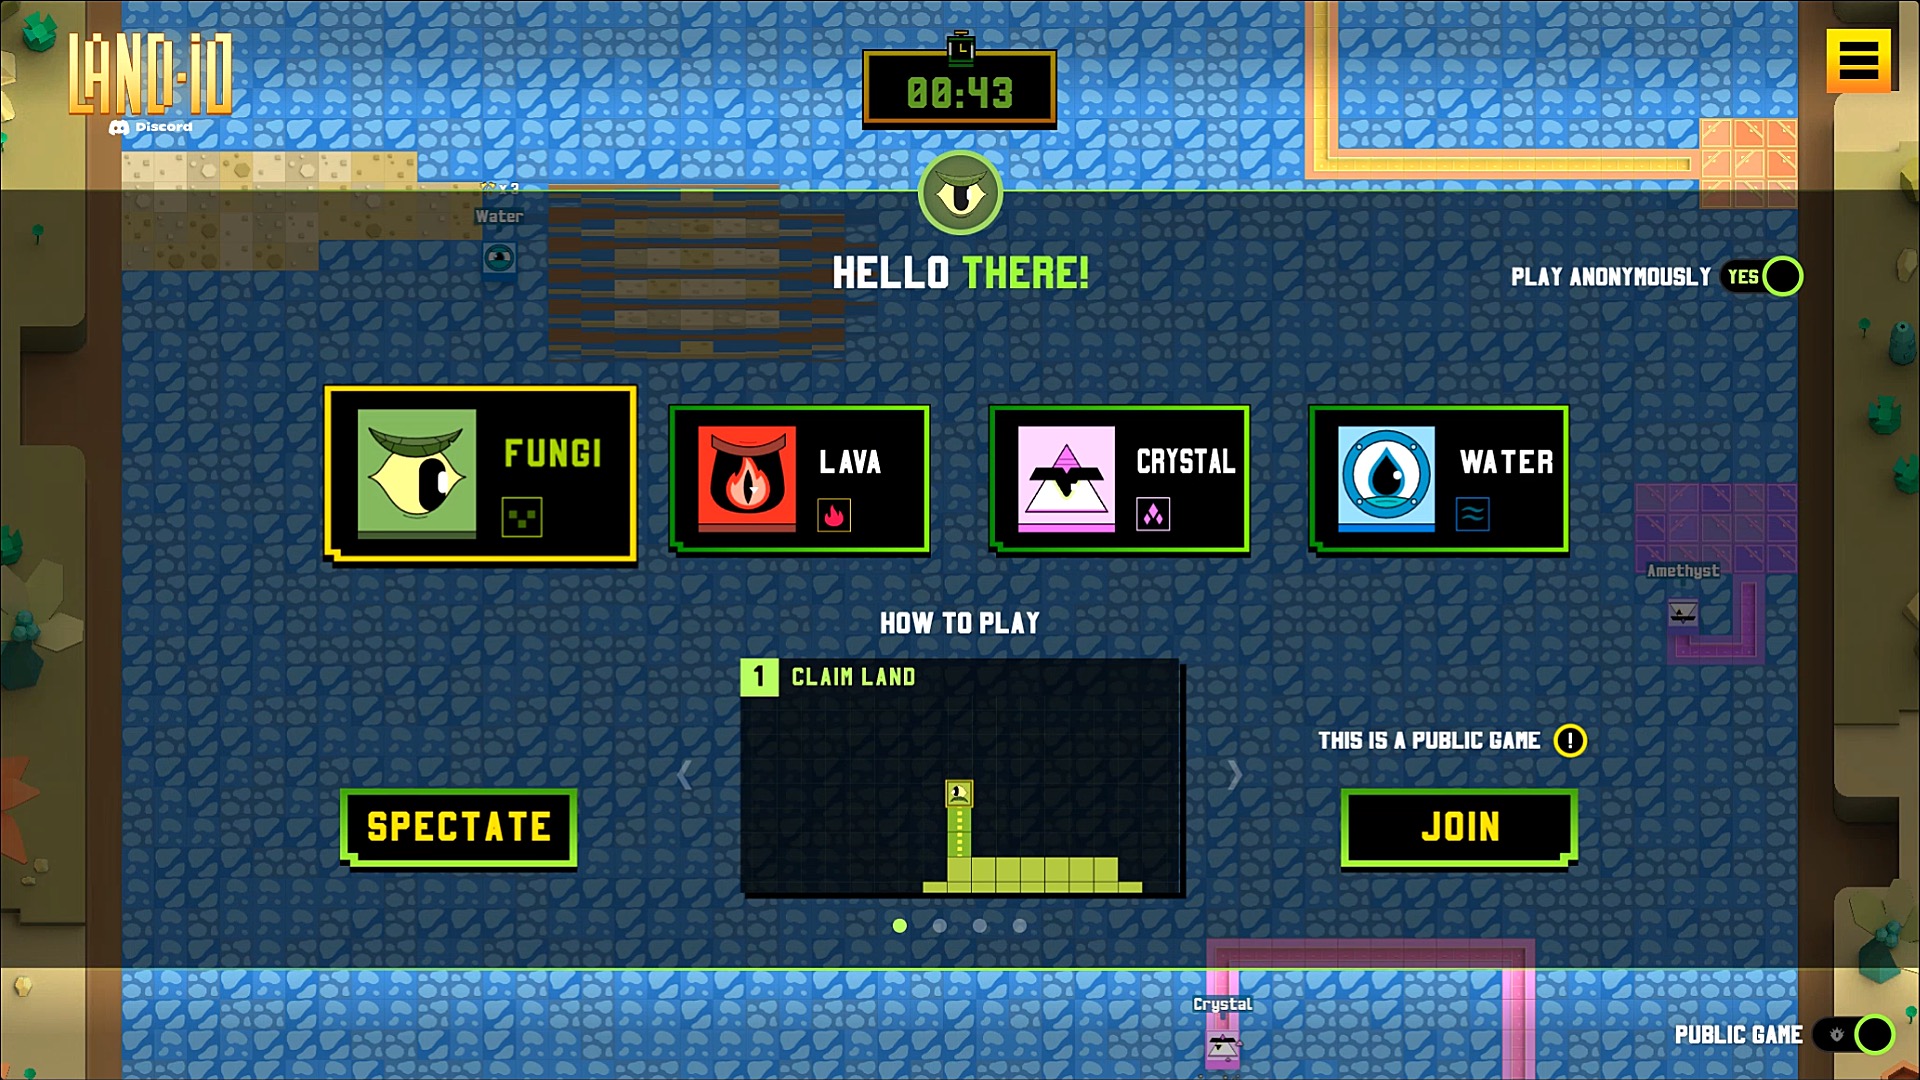 LAND·IO
Discord
00:43
x3
Water
HELLO THERE!
PLAY ANONYMOUSLY YES
FUNGI
LAVA
CRYSTAL
WATER
Amethyst
HOW TO PLAY
1 CLAIM LAND
THIS IS A PUBLIC GAME !
SPECTATE
JOIN
Crystal
PUBLIC GAME